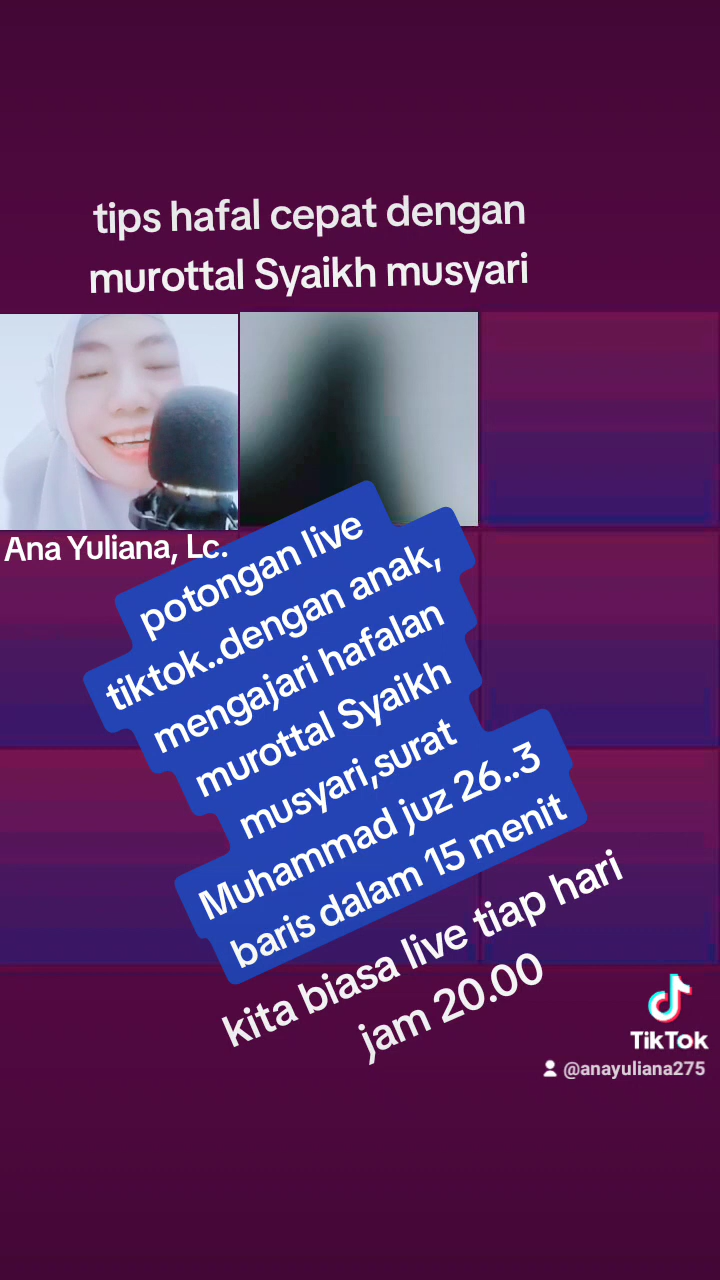 tips hafal cepat dengan
murottal Syaikh musyari
Ana Yuliana, Lc.
potongan live
tiktok..dengan anak,
mengajari hafalan
murottal Syaikh
musyari,surat
Muhammad juz 26..3
baris dalam 15 menit
kita biasa live tiap hari
jam 20.00
TikTok
@anayuliana275